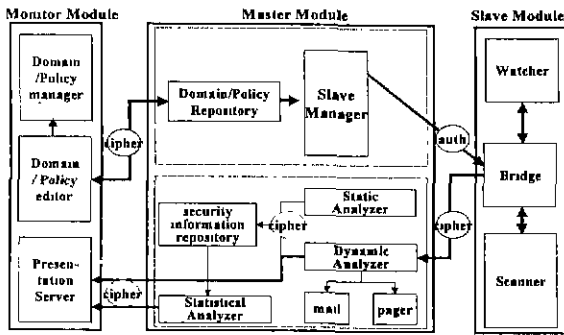 Monitor Module
Master Module
Slave Module
Domain
/Policy
manager
Domain
/ Policy
editor
Presen-
tation
Server
cipher
cipher
Domain/Policy
Repository
Slave
Manager
security
information
repository
cipher
Static
Analyzer
Dynamic
Analyzer
Statistical
Analyzer
mail
pager
auth
cipher
Watcher
Bridge
Scanner